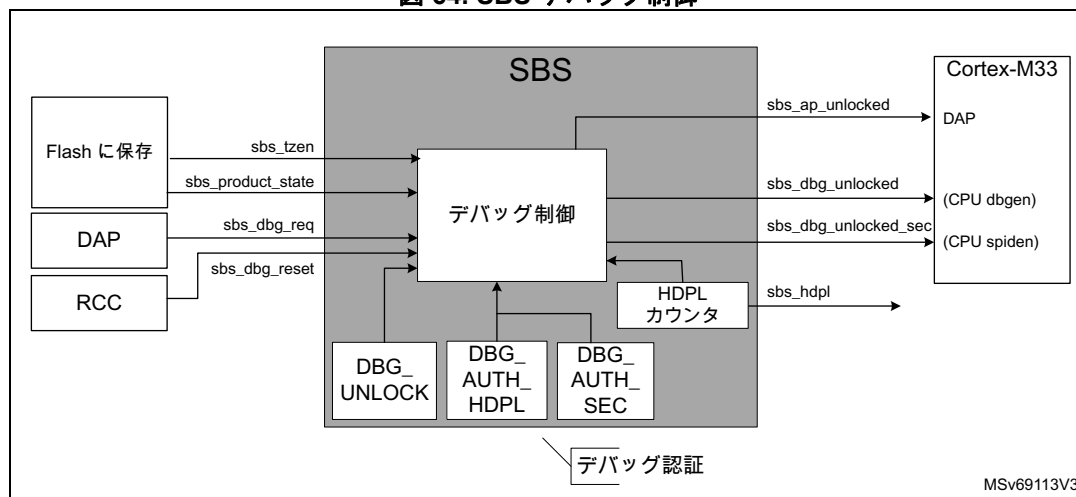 図 64. SBS デバッグ制御
SBS
Cortex-M33
Flash に保存
sbs_tzen
sbs_product_state
DAP
sbs_dbg_req
RCC
sbs_dbg_reset
デバッグ制御
sbs_ap_unlocked
DAP
sbs_dbg_unlocked
(CPU dbgen)
sbs_dbg_unlocked_sec
(CPU spiden)
HDPL
カウンタ
sbs_hdpl
DBG_
UNLOCK
DBG_
AUTH_
HDPL
DBG_
AUTH_
SEC
デバッグ認証
MSv69113V3